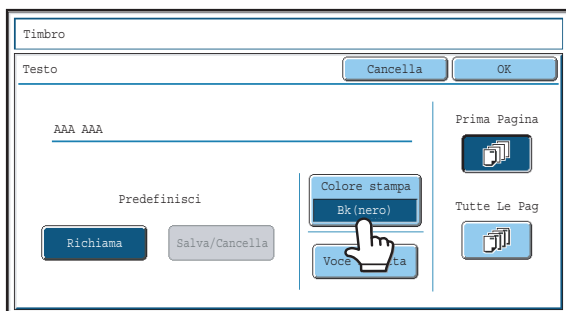 Timbro
Testo
Cancella
OK
AAA AAA
Prima Pagina
Predefinisci
Colore stampa
Bk(nero)
Tutte Le Pag
Richiama
Salva/Cancella
Voce